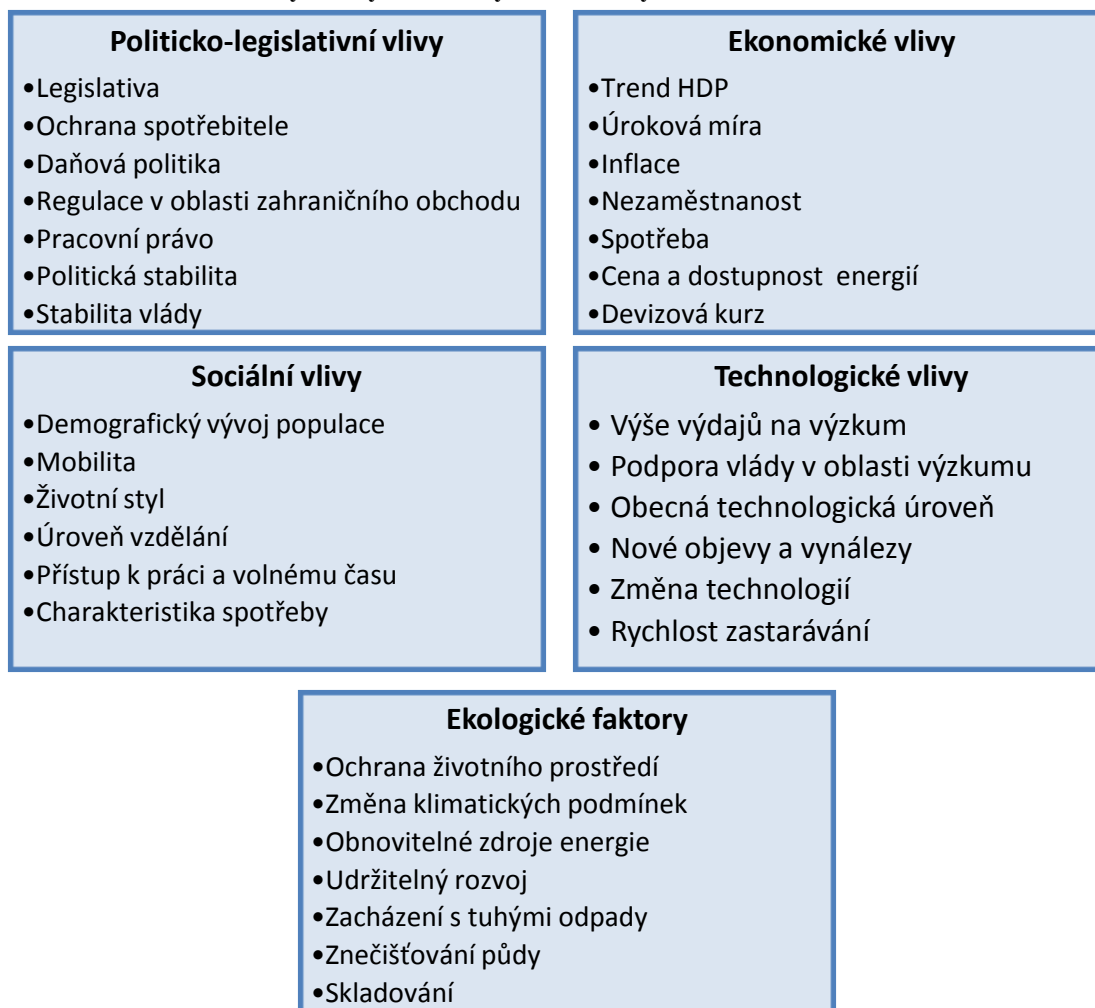 Politicko-legislativní vlivy
•Legislativa
•Ochrana spotřebitele
•Daňová politika
•Regulace v oblasti zahraničního obchodu
•Pracovní právo
•Politická stabilita
•Stabilita vlády
Ekonomické vlivy
•Trend HDP
•Úroková míra
•Inflace
•Nezaměstnanost
•Spotřeba
•Cena a dostupnost energií
•Devizová kurz
Sociální vlivy
•Demografický vývoj populace
•Mobilita
•Životní styl
•Úroveň vzdělání
•Přístup k práci a volnému času
•Charakteristika spotřeby
Technologické vlivy
• Výše výdajů na výzkum
• Podpora vlády v oblasti výzkumu
• Obecná technologická úroveň
• Nové objevy a vynálezy
• Změna technologií
• Rychlost zastarávání
Ekologické faktory
•Ochrana životního prostředí
•Změna klimatických podmínek
•Obnovitelné zdroje energie
•Udržitelný rozvoj
•Zacházení s tuhými odpady
•Znečišťování půdy
•Skladování